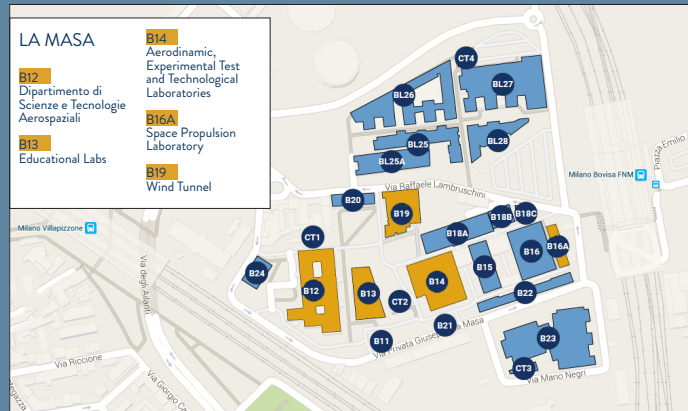 LA MASA
B12
Dipartimento di
Scienze e Tecnologie
Aerospaziali
B13
Educational Labs
B14
Aerodinamic,
Experimental Test
and Technological
Laboratories
B16A
Space Propulsion
Laboratory
B19
Wind Tunnel
CT4
BL27
BL26
BL25
BL28
BL25A
Piazza Emilio
Milano Bovisa FNM
Via Raffaele Lambruschini
B20
B19
B18B
B18C
B18A
Milano Villapizzone
CT1
B16
B16A
B24
B15
B12
B13
B14
CT2
B22
B21
B11
Via Privata Giuseppe La Masa
B23
CT3
Via Mario Negri
Via degli Ailanti
Via Riccione
Via Giorgio